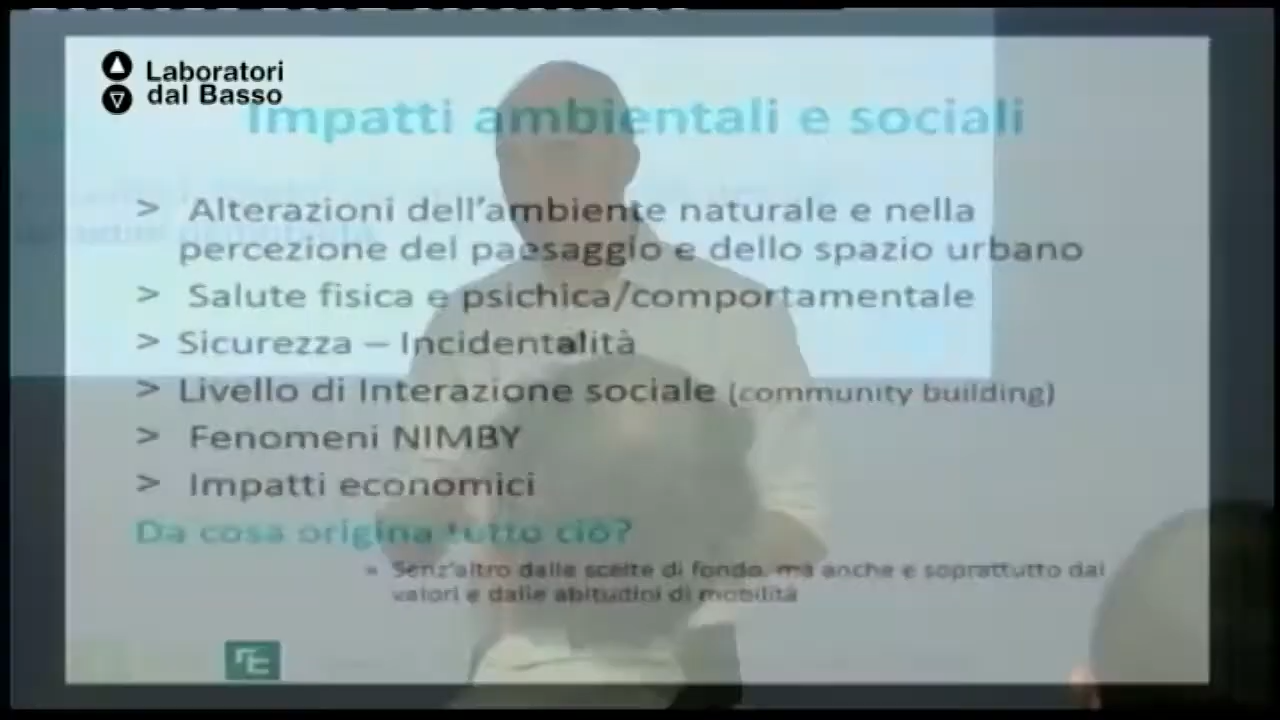 Laboratori
dal Basso
Impatti ambientali e sociali
> Alterazioni dell'ambiente naturale e nella
percezione del paesaggio e dello spazio urbano
> Salute fisica e psichica/comportamentale
> Sicurezza – Incidentalità
> Livello di Interazione sociale (community building)
> Fenomeni NIMBY
> Impatti economici
Da cosa origina tutto ciò?
» Senz'altro dalle scelte di fondo, ma anche e soprattutto dai
valori e dalle abitudini di mobilità